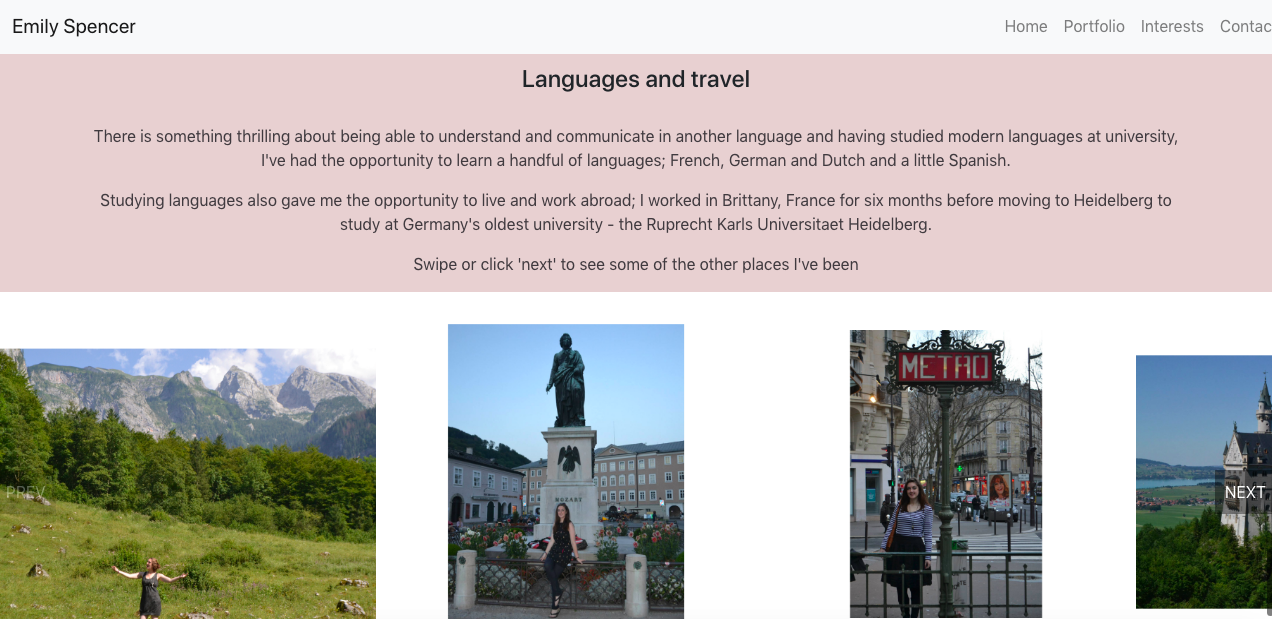 Emily Spencer
Home Portfolio Interests Contac
Languages and travel
There is something thrilling about being able to understand and communicate in another language and having studied modern languages at university,
I've had the opportunity to learn a handful of languages; French, German and Dutch and a little Spanish.
Studying languages also gave me the opportunity to live and work abroad; I worked in Brittany, France for six months before moving to Heidelberg to
study at Germany's oldest university - the Ruprecht Karls Universitaet Heidelberg.
Swipe or click 'next' to see some of the other places I've been
METRO
MOZART
PREV
NEXT